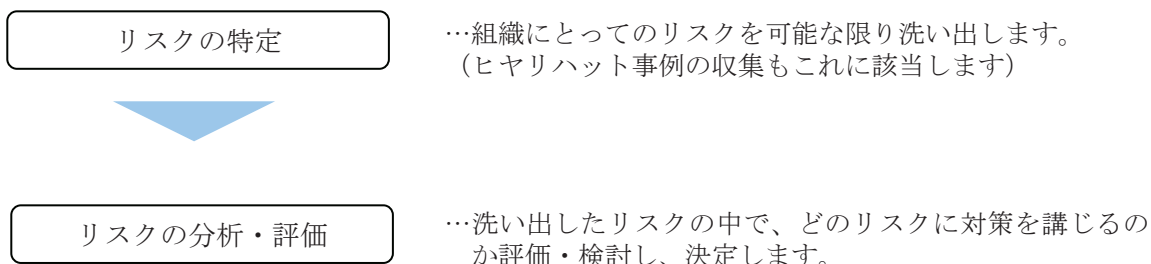 リスクの特定
…組織にとってのリスクを可能な限り洗い出します。
（ヒヤリハット事例の収集もこれに該当します）
リスクの分析・評価
…洗い出したリスクの中で、どのリスクに対策を講じるの
か評価・検討し、決定します。